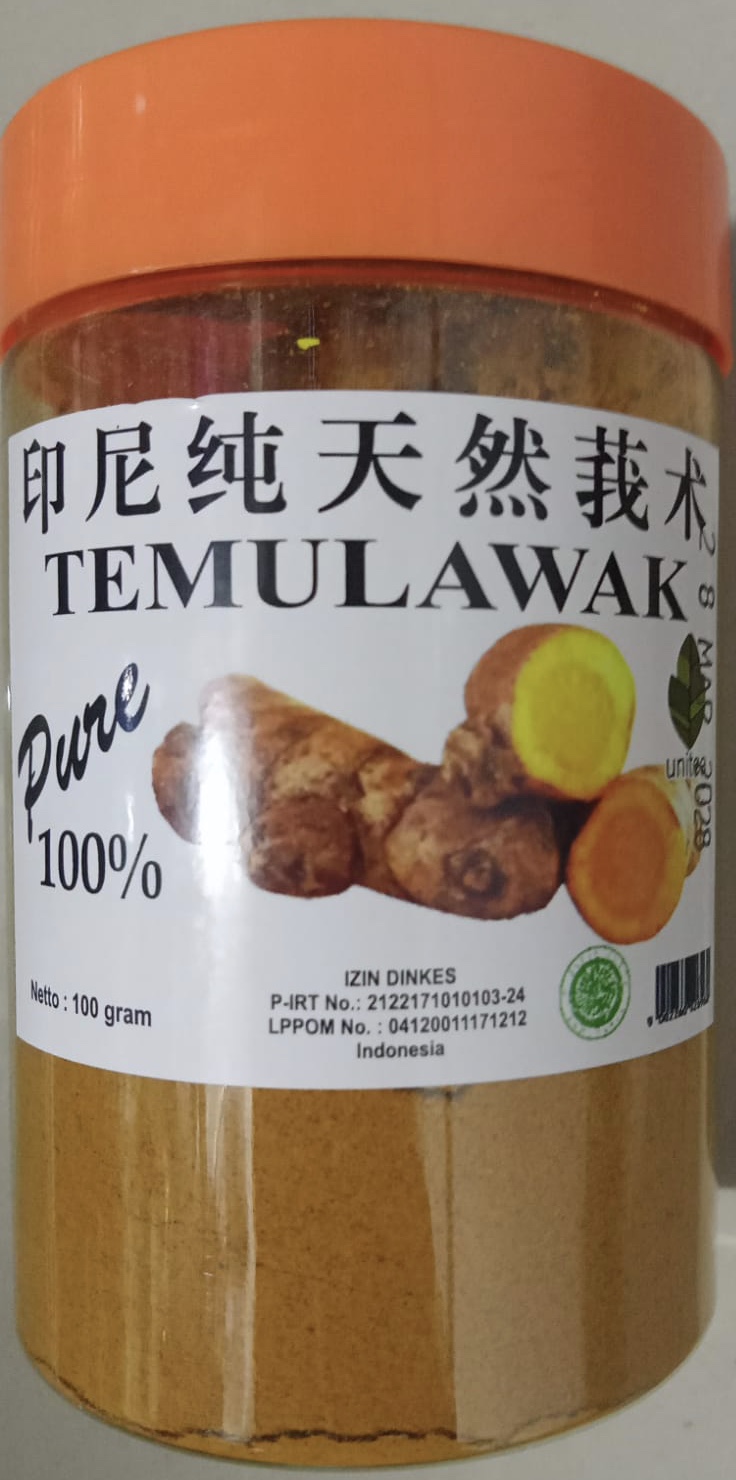 印尼纯天然莪术
TEMULAWAK
Pure
100%
28 MAR 2028
unitea
Netto : 100 gram
IZIN DINKES
P-IRT No.: 2122171010103-24
LPPOM No. : 04120011171212
Indonesia